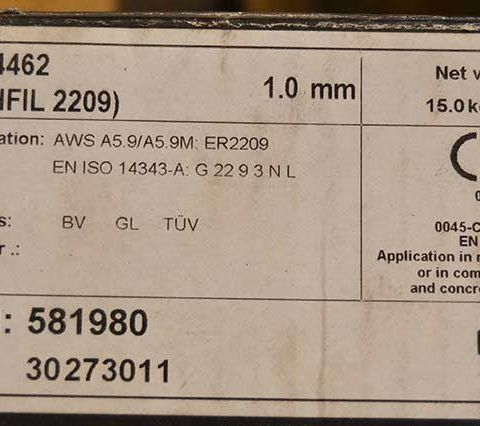 4462
IFIL 2209)
1.0 mm
ation: AWS A5.9/A5.9M: ER2209
EN ISO 14343-A: G 22 9 3 N L
s: BV GL TÜV
r .:
: 581980
30273011
Net
15.0
0045-C
EN
Application in
or in com
and concre